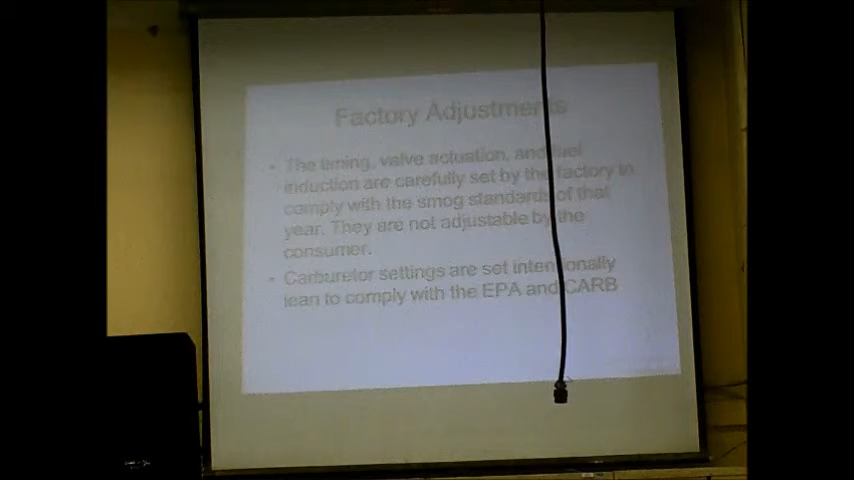 Factory Adjustments
• The timing, valve actuation, and fuel
induction are carefully set by the factory to
comply with the smog standards of that
year. They are not adjustable by the
consumer.
• Carburetor settings are set intentionally
lean to comply with the EPA and CARB